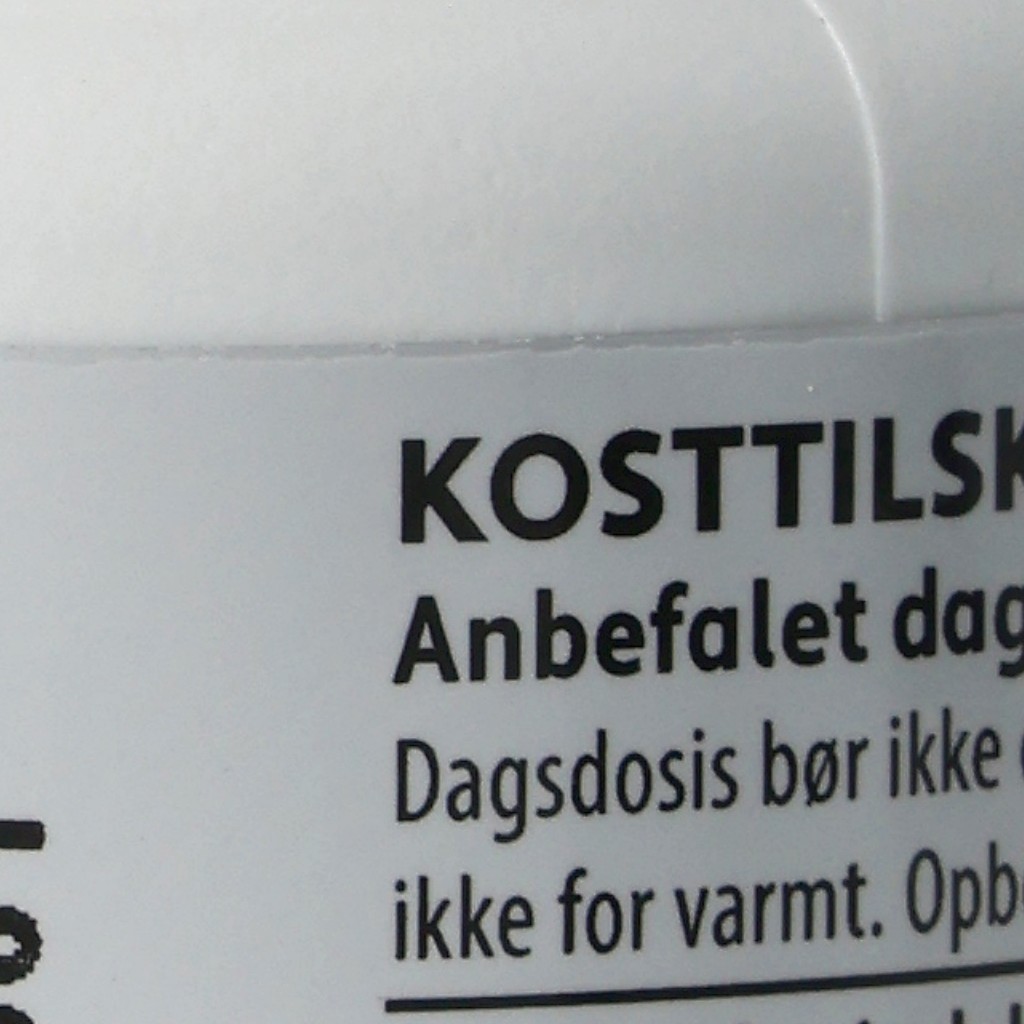 KOSTTILSK
Anbefalet dag
Dagsdosis bør ikke
ikke for varmt. Opb